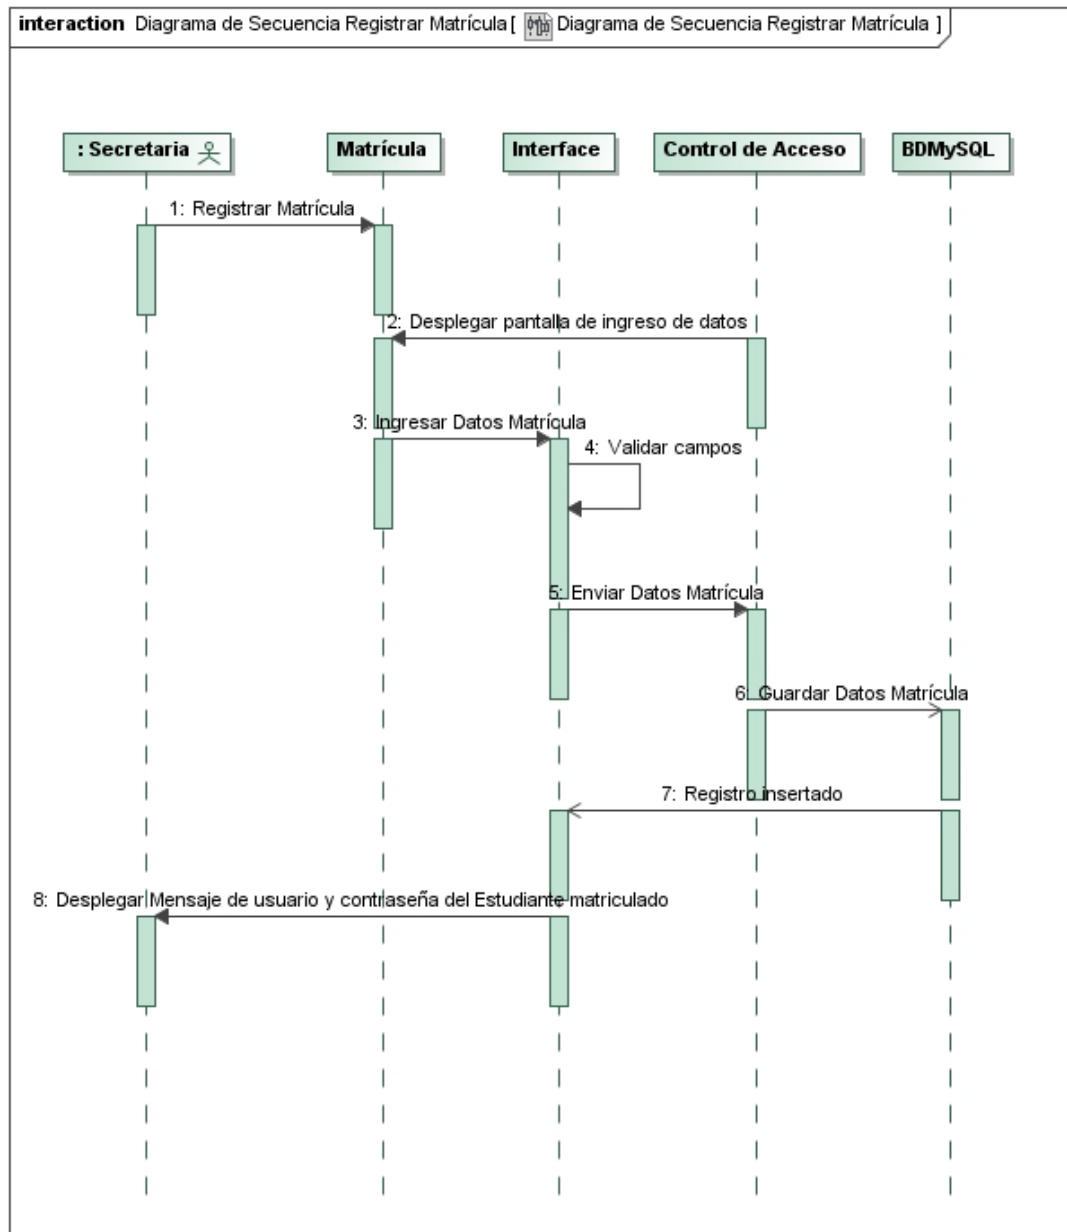 interaction Diagrama de Secuencia Registrar Matrícula [ Diagrama de Secuencia Registrar Matrícula ]
: Secretaria
Matrícula
Interface
Control de Acceso
BDMySQL
1: Registrar Matrícula
2: Desplegar pantalla de ingreso de datos
3: Ingresar Datos Matrícula
4: Validar campos
5: Enviar Datos Matrícula
6: Guardar Datos Matrícula
7: Registro insertado
8: Desplegar Mensaje de usuario y contraseña del Estudiante matriculado